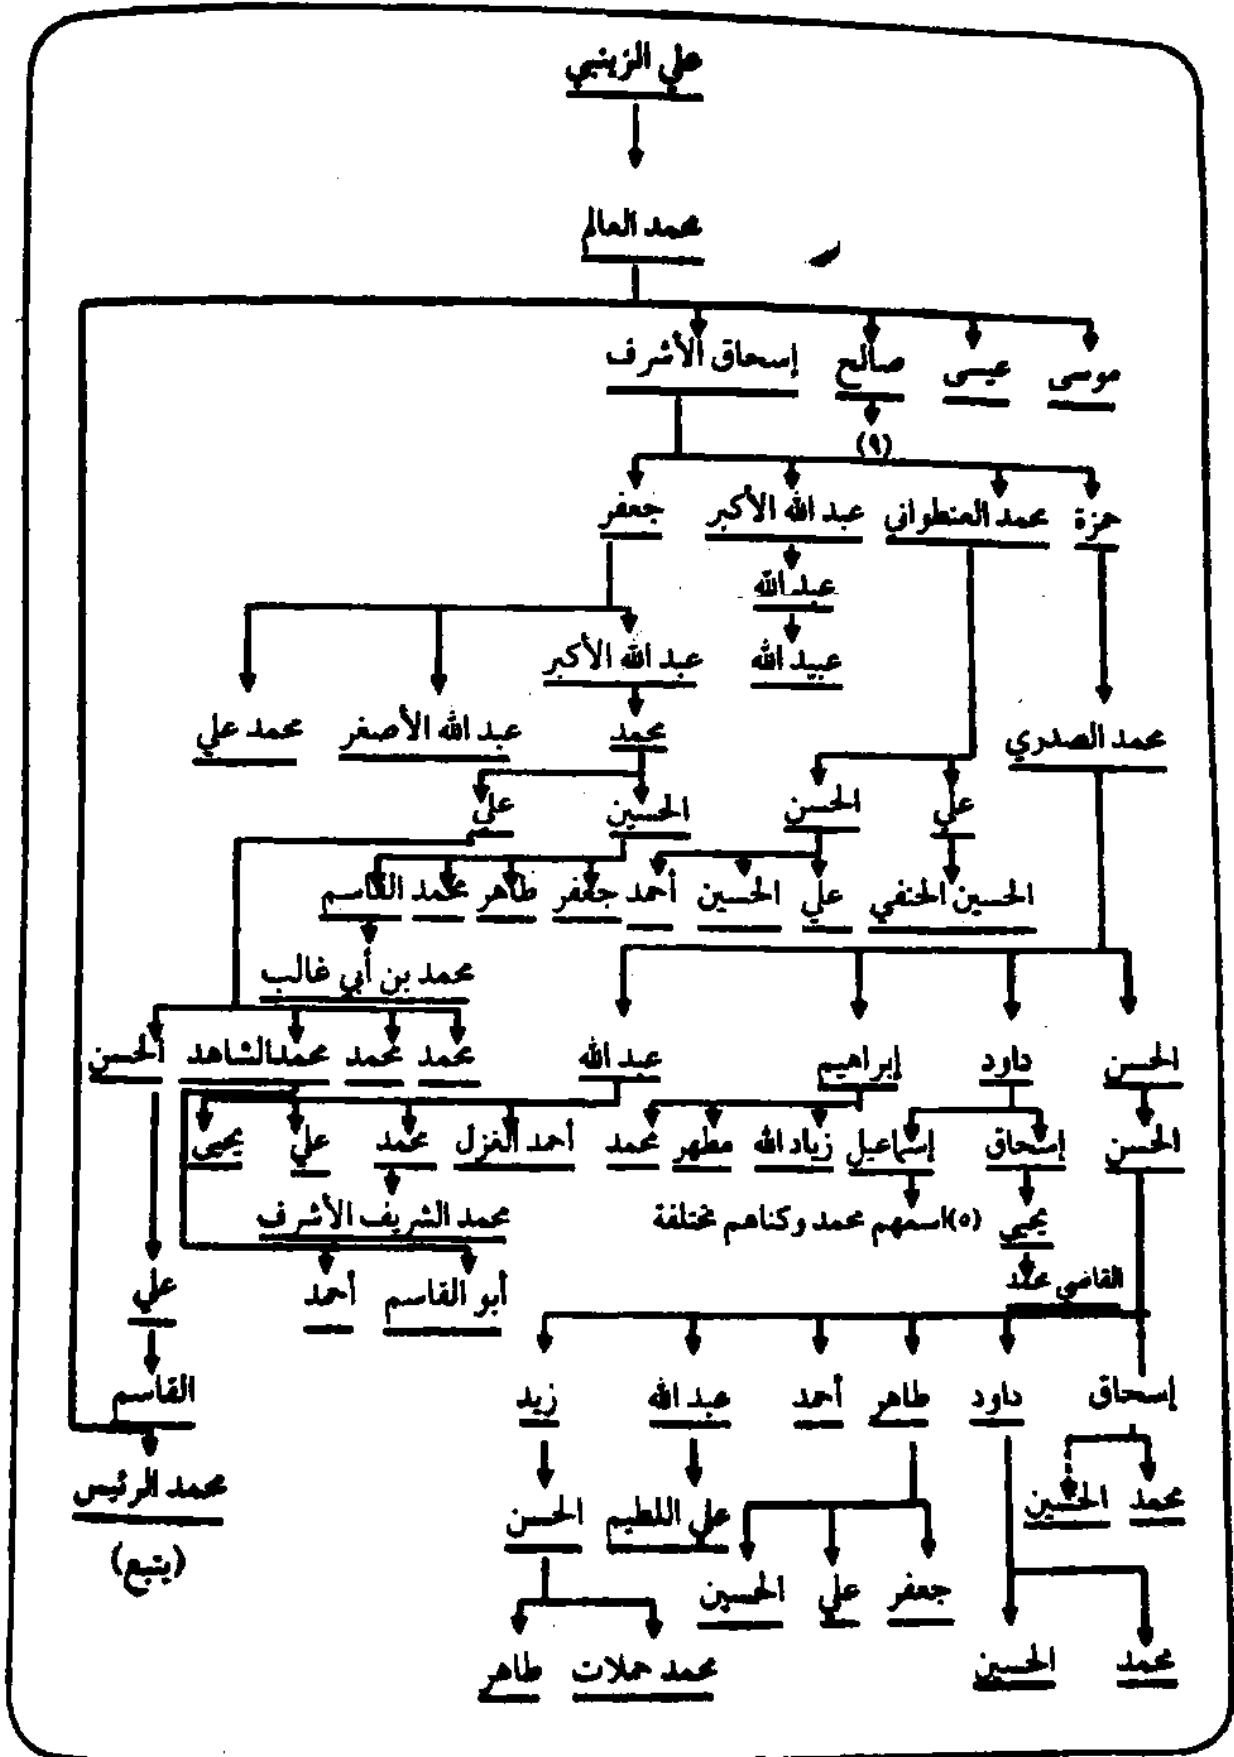 علي الزينبي
محمد العالم
موسى عيسى صالح إسحاق الأشرف
(٩)
حمزة محمد العنطواني عبد الله الأكبر جعفر
عبد الله
عبد الله الأكبر عبيد الله
محمد الصدري محمد عبد الله الأصغر محمد علي
علي الحسن الحسين علي
الحسين الحنفي علي الحسين أحمد جعفر طاهر محمد القاسم
محمد بن أبي غالب
الحسن داود إبراهيم عبد الله محمد محمد محمد الشاهد الحسن
الحسن إسحاق إسماعيل زياد الله مطهر محمد أحمد الغزل محمد علي يحيى
يحيى (٥) اسمهم محمد وكناهم مختلفة محمد الشريف الأشرف
القاضي محمد أبو القاسم أحمد علي
إسحاق داود طاهر أحمد عبد الله زيد القاسم
محمد الحسين علي اللطيم الحسن محمد الرئيس
جعفر علي الحسين (يتبع)
محمد الحسين محمد حملات طاهر